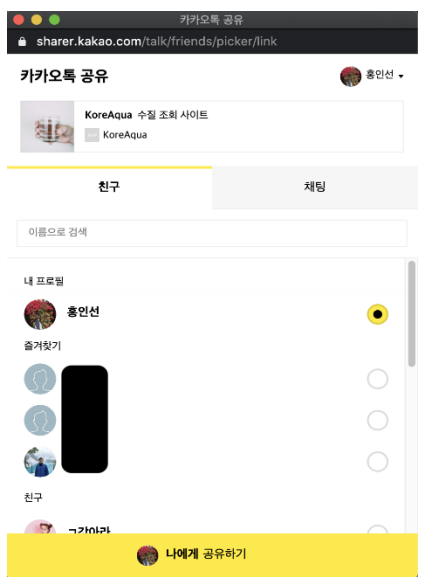 카카오톡 공유
sharer.kakao.com/talk/friends/picker/link
카카오톡 공유
홍인선
KoreAqua 수질 조회 사이트
KoreAqua
친구
채팅
이름으로 검색
내 프로필
홍인선
즐겨찾기
친구
나에게 공유하기